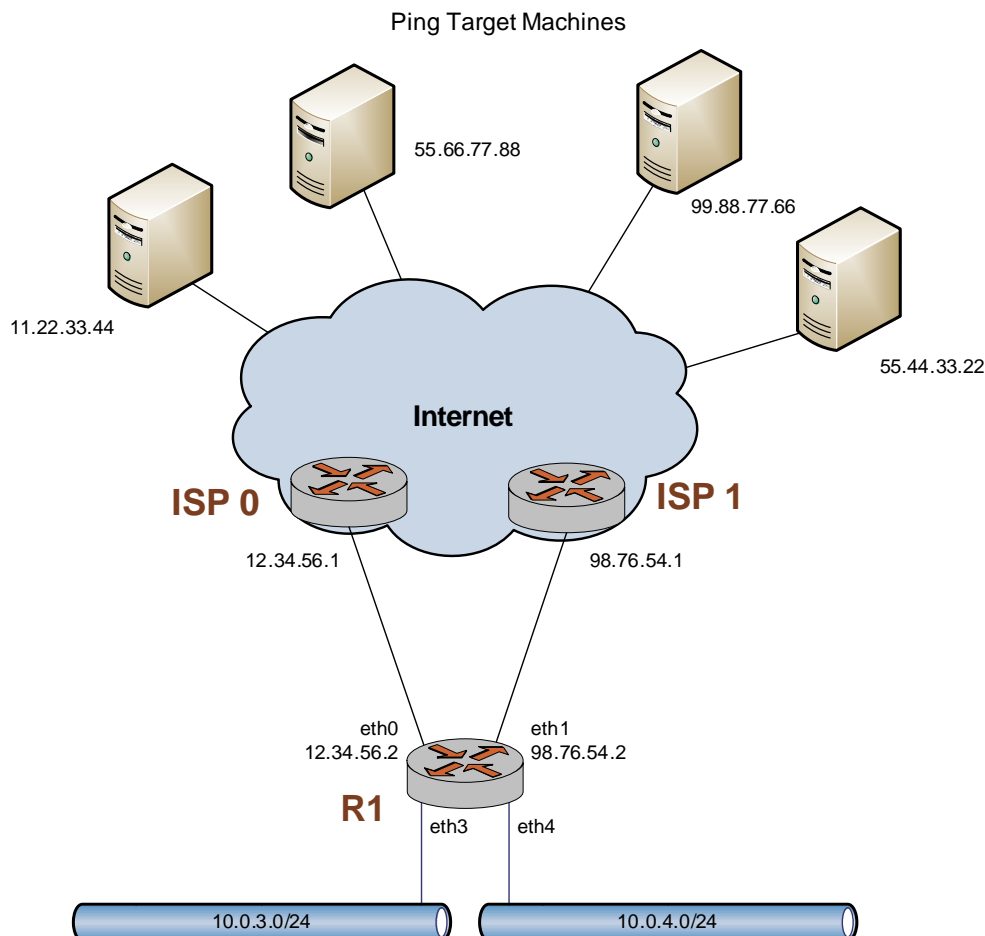 Ping Target Machines
55.66.77.88
99.88.77.66
11.22.33.44
55.44.33.22
Internet
ISP 0
ISP 1
12.34.56.1
98.76.54.1
eth0
12.34.56.2
eth1
98.76.54.2
R1
eth3
eth4
10.0.3.0/24
10.0.4.0/24